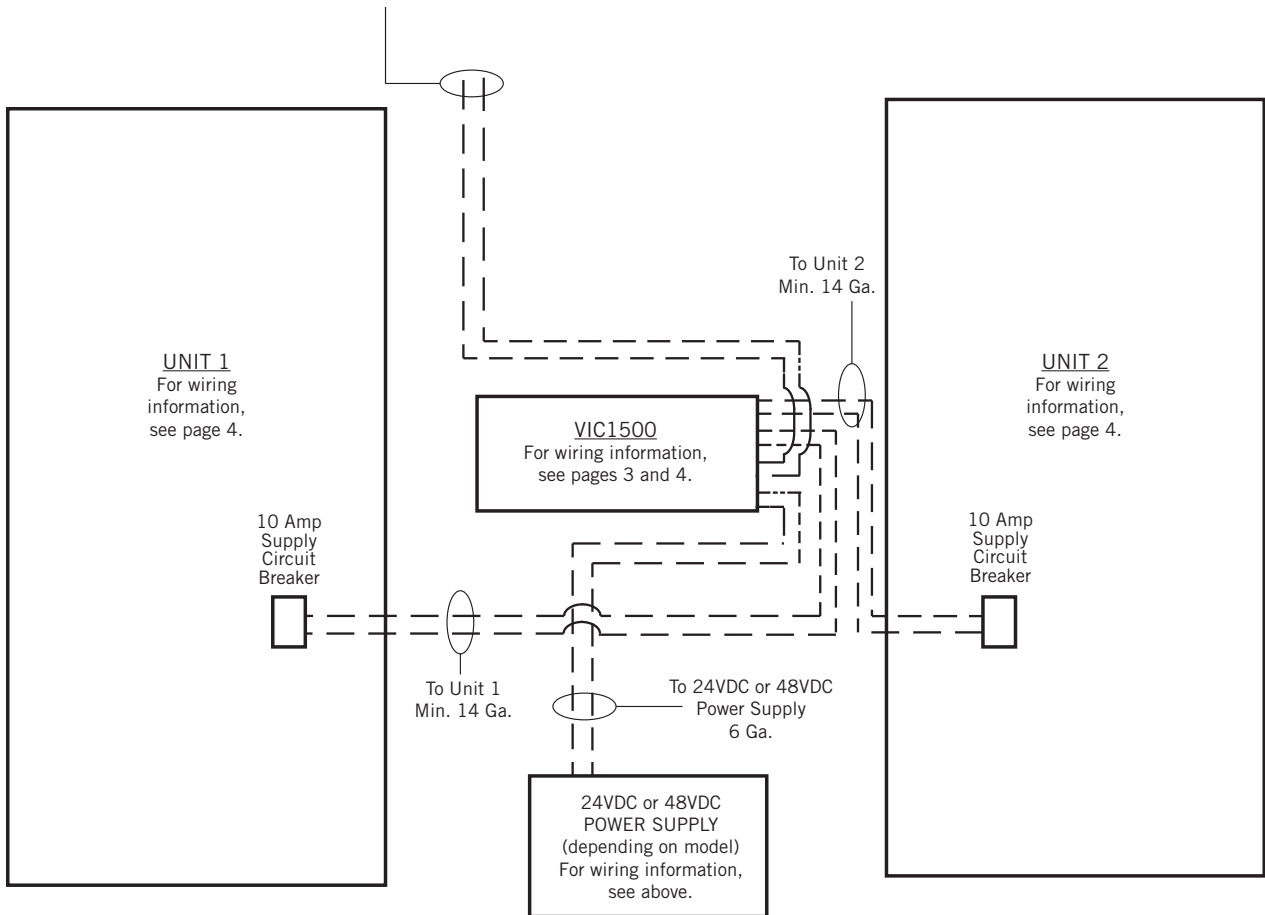 To Unit 2
Min. 14 Ga.
UNIT 1
For wiring
information,
see page 4.
UNIT 2
For wiring
information,
see page 4.
VIC1500
For wiring information,
see pages 3 and 4.
10 Amp
Supply
Circuit
Breaker
10 Amp
Supply
Circuit
Breaker
To Unit 1
Min. 14 Ga.
To 24VDC or 48VDC
Power Supply
6 Ga.
24VDC or 48VDC
POWER SUPPLY
(depending on model)
For wiring information,
see above.